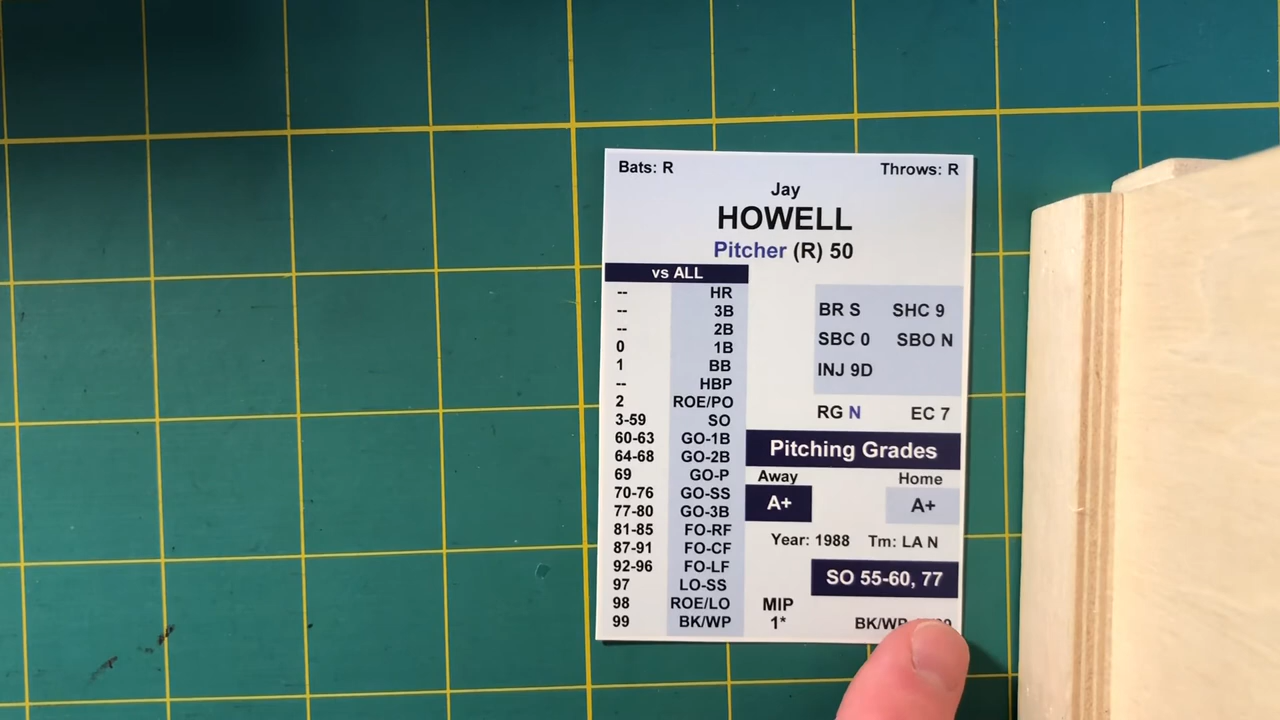 Bats: R Throws: R
Jay
HOWELL
Pitcher (R) 50
vs ALL
-- HR
-- 3B
-- 2B
0 1B
1 BB
-- HBP
2 ROE/PO
3-59 SO
60-63 GO-1B
64-68 GO-2B
69 GO-P
70-76 GO-SS
77-80 GO-3B
81-85 FO-RF
87-91 FO-CF
92-96 FO-LF
97 LO-SS
98 ROE/LO
99 BK/WP
BR S SHC 9
SBC 0 SBO N
INJ 9D
RG N EC 7
Pitching Grades
Away Home
A+ A+
Year: 1988 Tm: LA N
SO 55-60, 77
MIP
1*
BK/WP